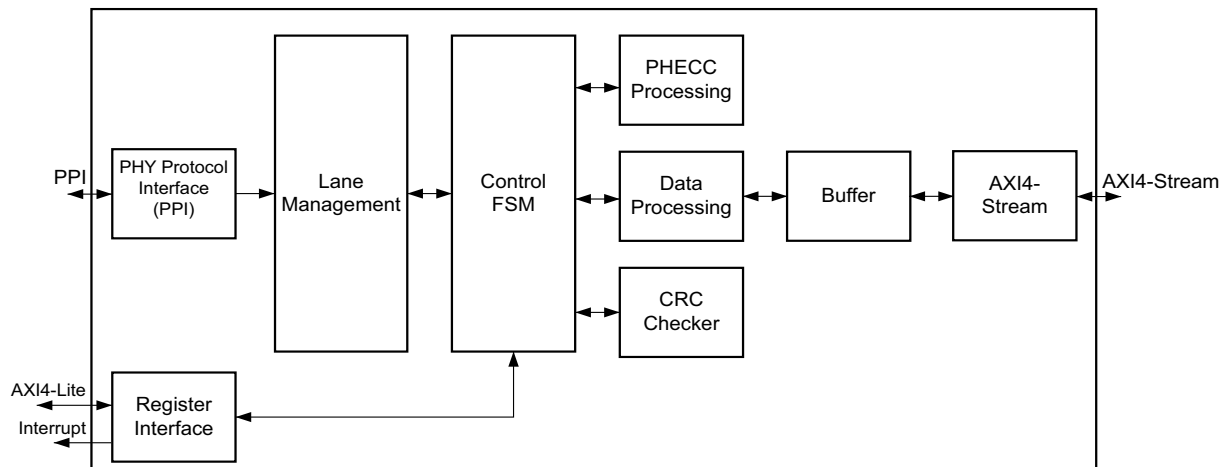 PHECC
Processing
PPI
PHY Protocol
Interface
(PPI)
Lane
Management
Control
FSM
Data
Processing
Buffer
AXI4-
Stream
AXI4-Stream
CRC
Checker
AXI4-Lite
Interrupt
Register
Interface